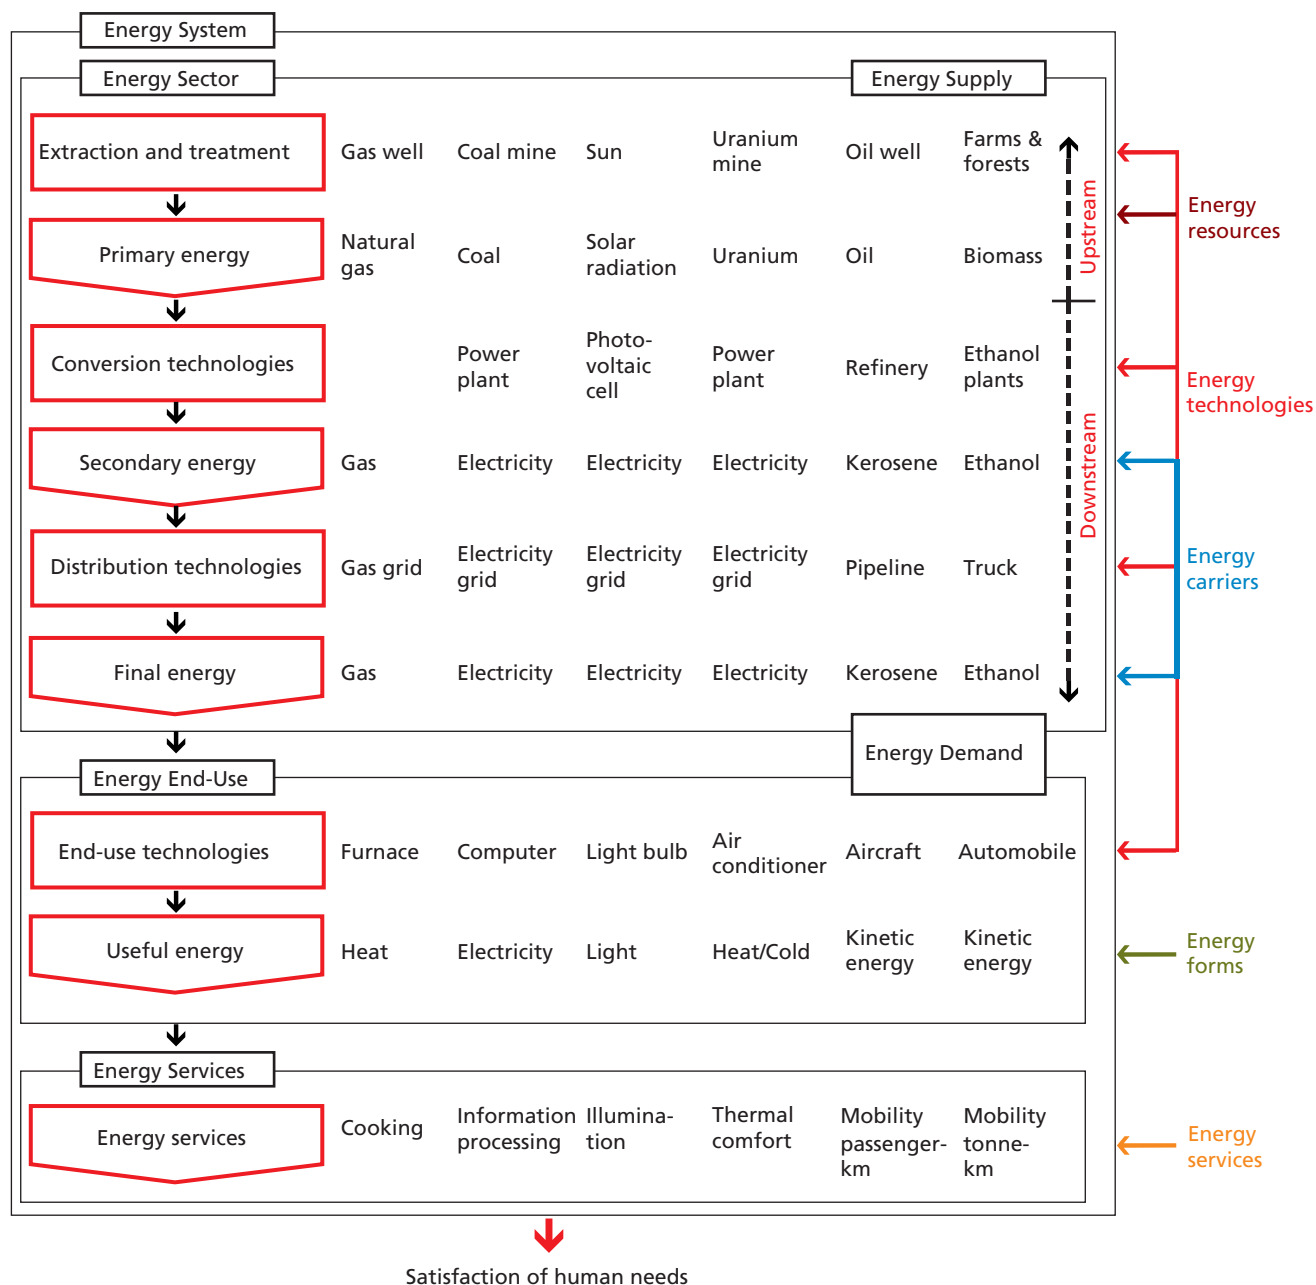 Energy System
Energy Sector
Energy Supply
Extraction and treatment
Gas well
Coal mine
Sun
Uranium
mine
Oil well
Farms &
forests
Primary energy
Natural
gas
Coal
Solar
radiation
Uranium
Oil
Biomass
Upstream
Energy
resources
Conversion technologies
Power
plant
Photo-
voltaic
cell
Power
plant
Refinery
Ethanol
plants
Energy
technologies
Secondary energy
Gas
Electricity
Electricity
Electricity
Kerosene
Ethanol
Downstream
Distribution technologies
Gas grid
Electricity
grid
Electricity
grid
Electricity
grid
Pipeline
Truck
Energy
carriers
Final energy
Gas
Electricity
Electricity
Electricity
Kerosene
Ethanol
Energy Demand
Energy End-Use
End-use technologies
Furnace
Computer
Light bulb
Air
conditioner
Aircraft
Automobile
Useful energy
Heat
Electricity
Light
Heat/Cold
Kinetic
energy
Kinetic
energy
Energy
forms
Energy Services
Energy services
Cooking
Information
processing
Illumina-
tion
Thermal
comfort
Mobility
passenger-
km
Mobility
tonne-
km
Energy
services
Satisfaction of human needs